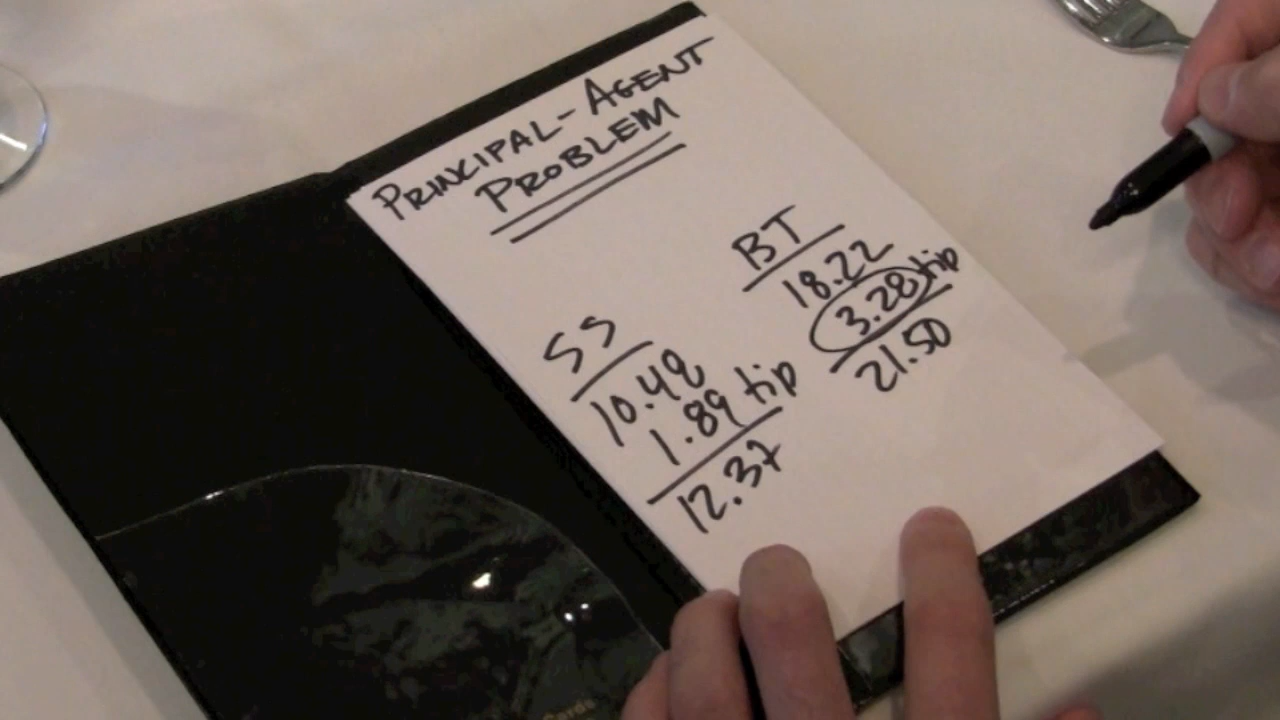 PRINCIPAL-AGENT
PROBLEM
SS
10.48
1.89 tip
12.37
BT
18.22
3.28 tip
21.50